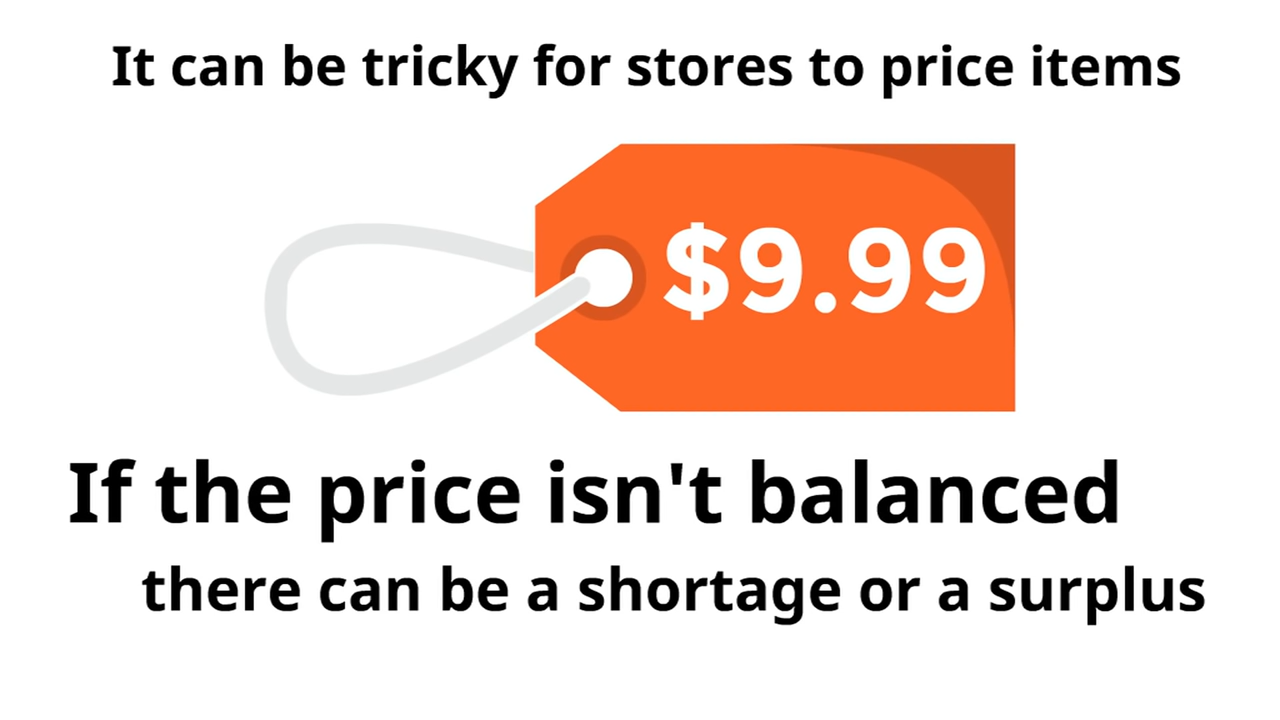 It can be tricky for stores to price items
$9.99
If the price isn't balanced
there can be a shortage or a surplus